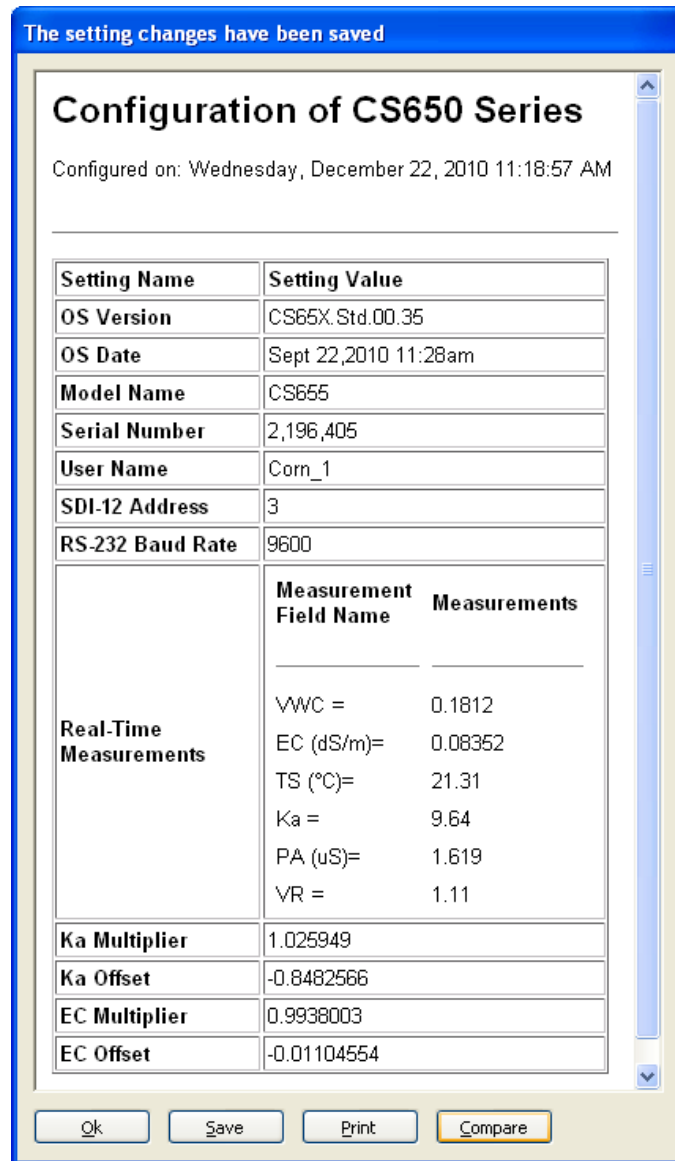 The setting changes have been saved
Configuration of CS650 Series
Configured on: Wednesday, December 22, 2010 11:18:57 AM
Setting Name Setting Value
OS Version CS65X.Std.00.35
OS Date Sept 22,2010 11:28am
Model Name CS655
Serial Number 2,196,405
User Name Corn_1
SDI-12 Address 3
RS-232 Baud Rate 9600
Real-Time
Measurements
Measurement
Field Name Measurements
VWC = 0.1812
EC (dS/m)= 0.08352
TS (°C)= 21.31
Ka = 9.64
PA (uS)= 1.619
VR = 1.11
Ka Multiplier 1.025949
Ka Offset -0.8482566
EC Multiplier 0.9938003
EC Offset -0.01104554
Ok Save Print Compare